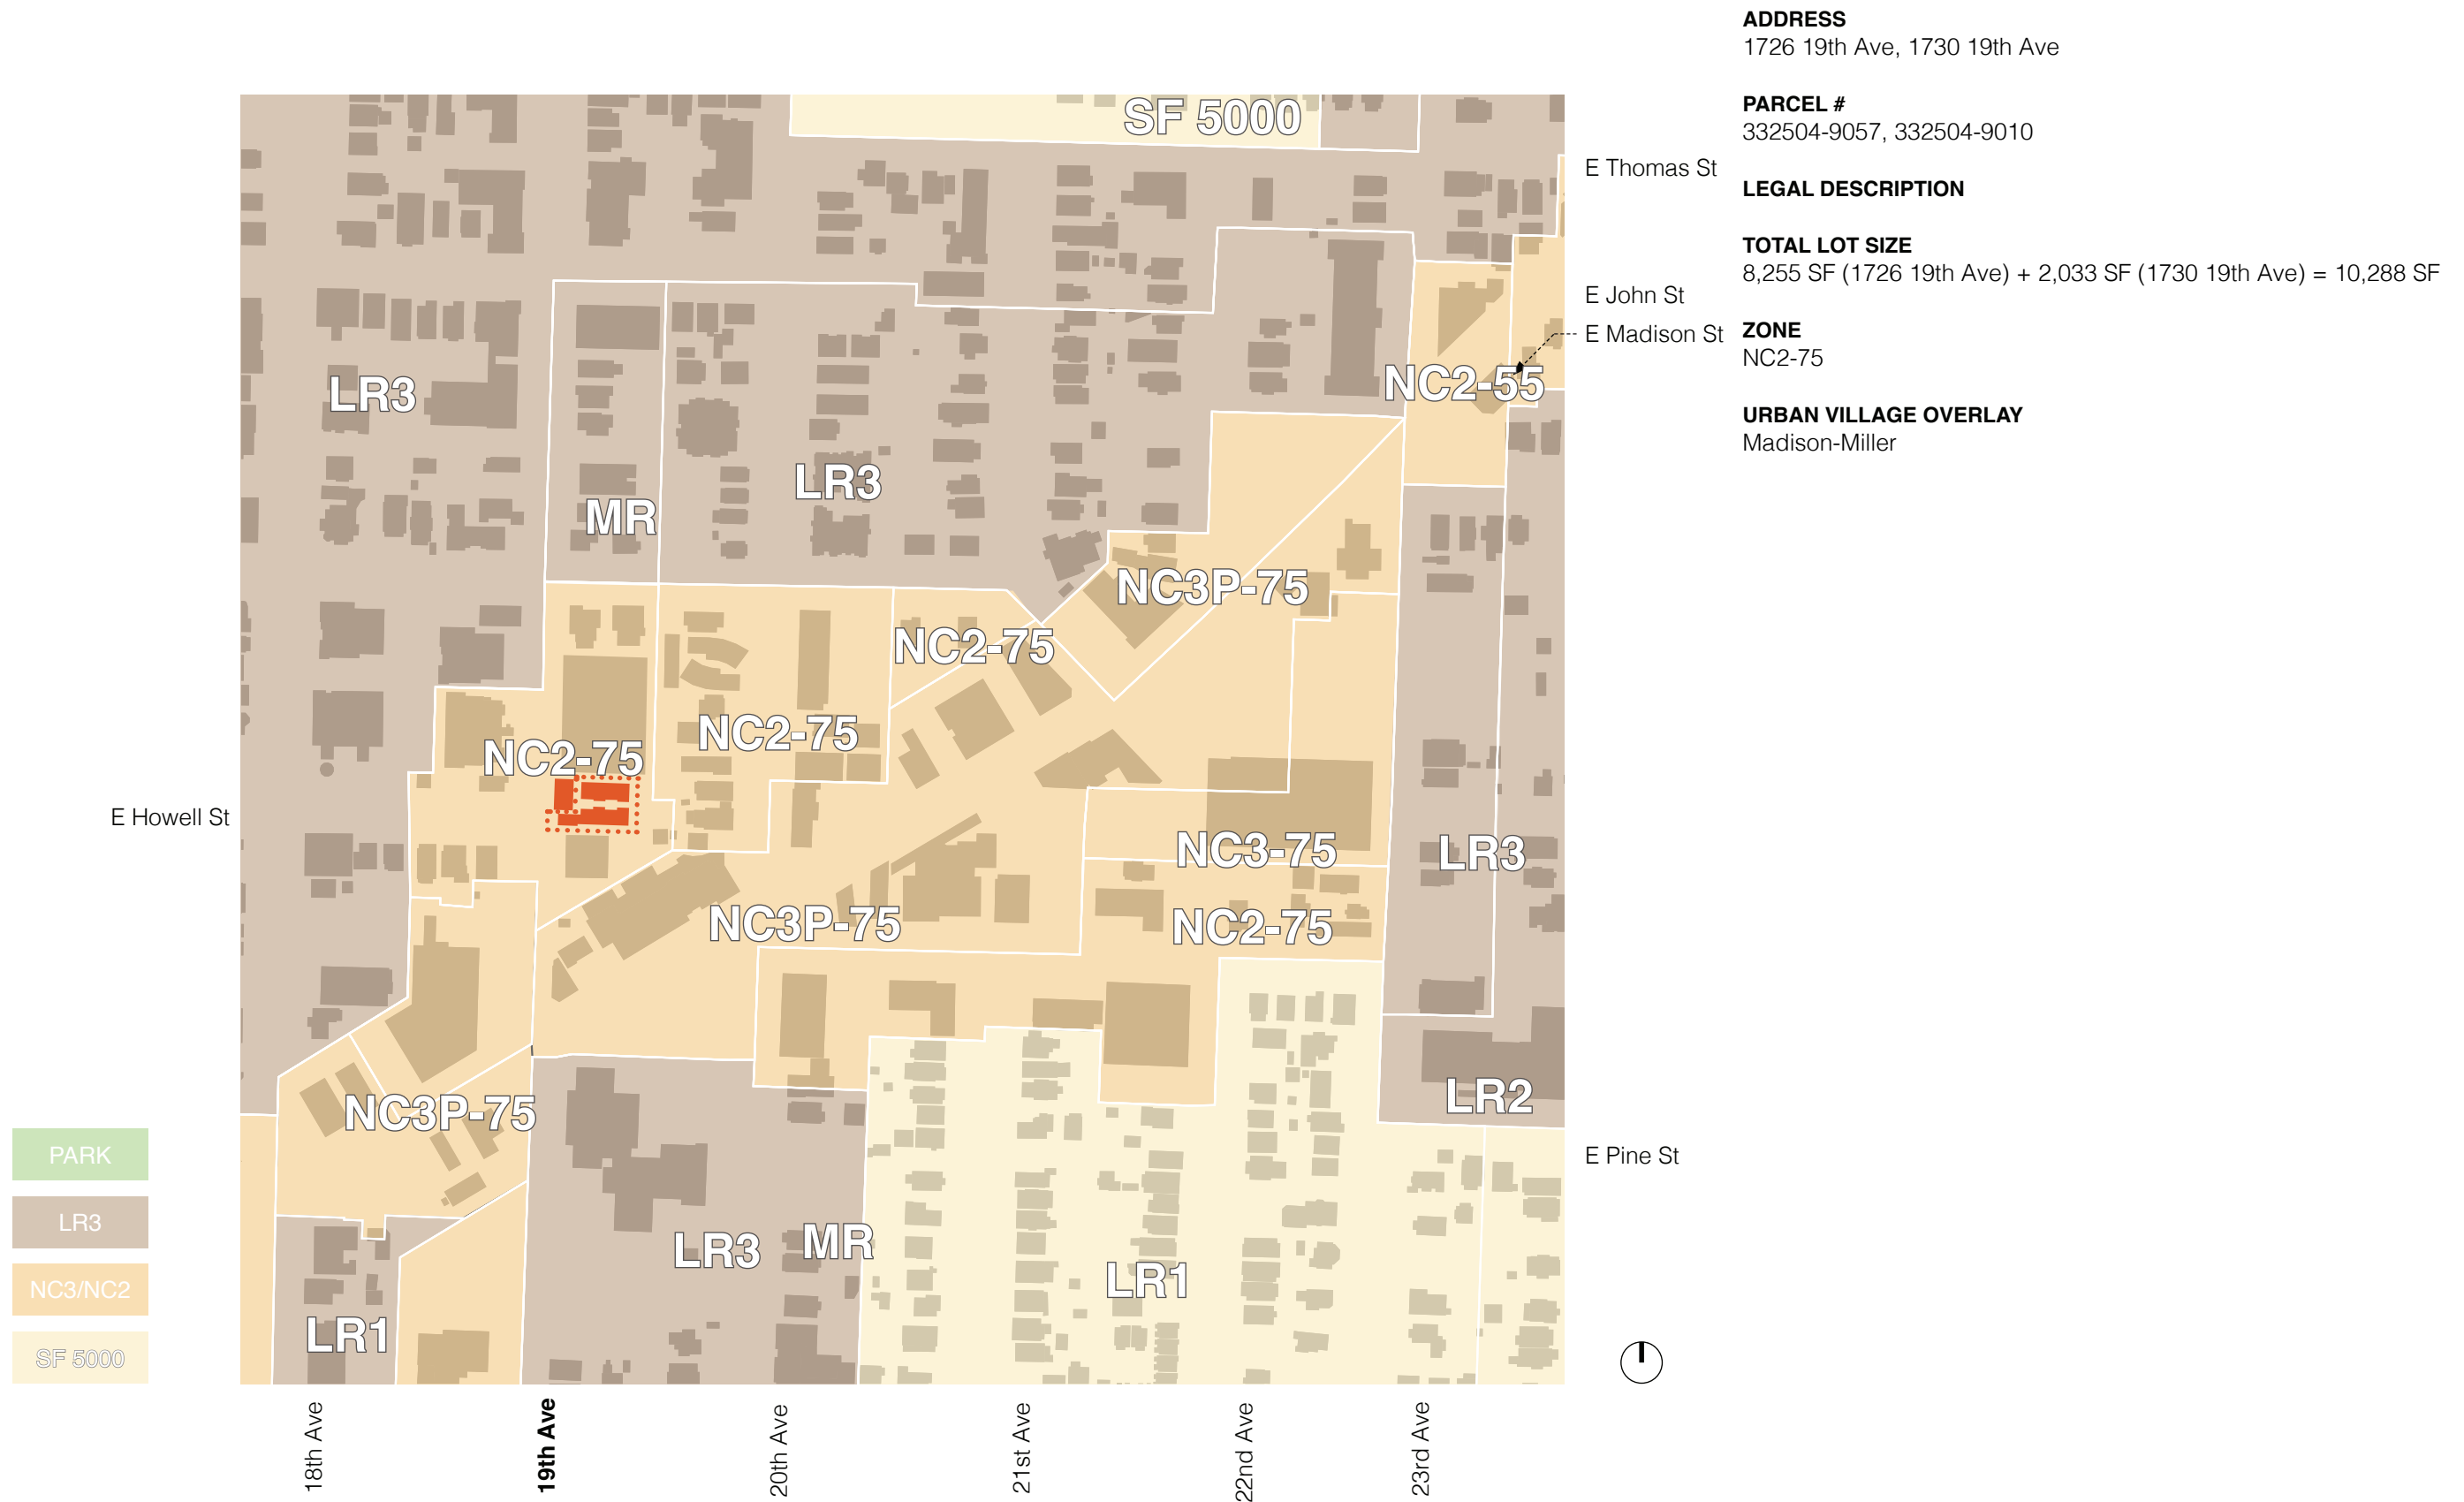 ADDRESS
1726 19th Ave, 1730 19th Ave
PARCEL #
332504-9057, 332504-9010
LEGAL DESCRIPTION
TOTAL LOT SIZE
8,255 SF (1726 19th Ave) + 2,033 SF (1730 19th Ave) = 10,288 SF
ZONE
NC2-75
URBAN VILLAGE OVERLAY
Madison-Miller
SF 5000
E Thomas St
E John St
E Madison St
NC2-55
LR3
LR3
MR
NC3P-75
NC2-75
NC2-75
NC2-75
E Howell St
NC3-75
LR3
NC3P-75
NC2-75
LR2
NC3P-75
E Pine St
LR3
MR
LR1
LR1
PARK
LR3
NC3/NC2
SF 5000
18th Ave
19th Ave
20th Ave
21st Ave
22nd Ave
23rd Ave